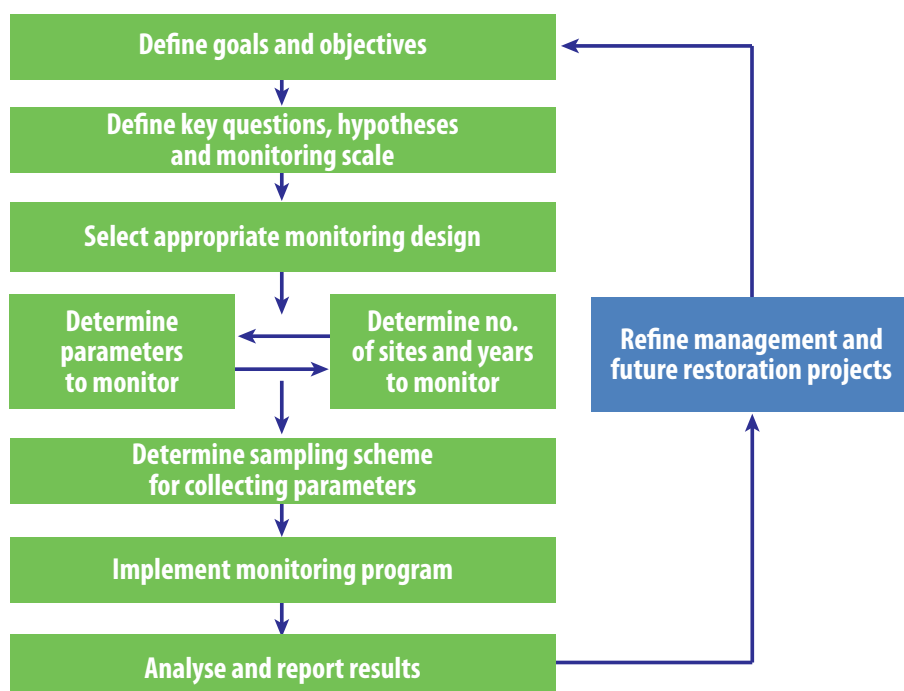 Define goals and objectives
Define key questions, hypotheses
and monitoring scale
Select appropriate monitoring design
Determine
parameters
to monitor
Determine no.
of sites and years
to monitor
Refine management and
future restoration projects
Determine sampling scheme
for collecting parameters
Implement monitoring program
Analyse and report results